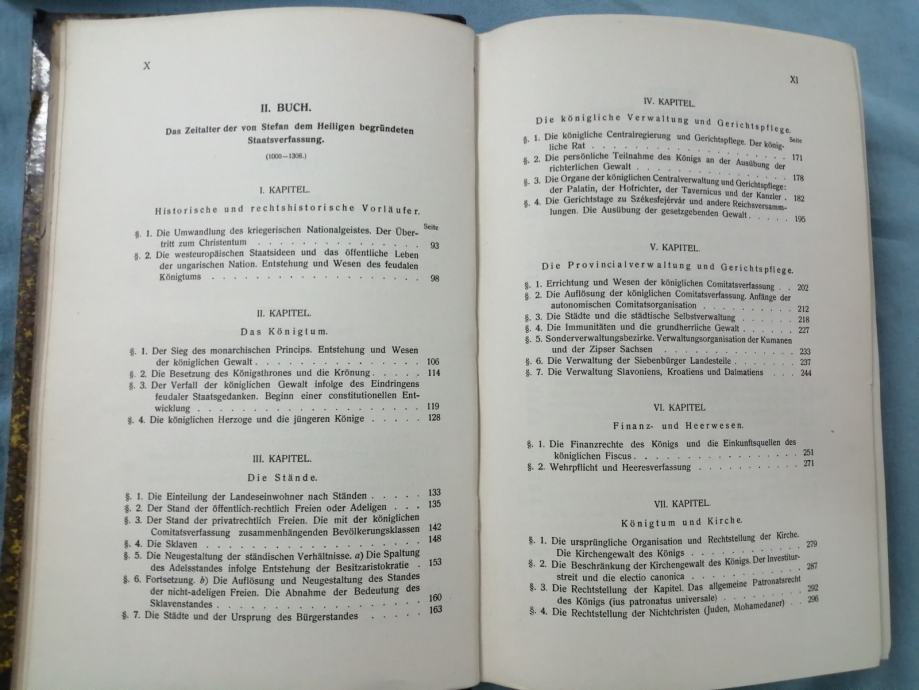 X
II. BUCH.
Das Zeitalter der von Stefan dem Heiligen begründeten
Staatsverfassung.
(1000—1308.)
I. KAPITEL.
Historische und rechtshistorische Vorläufer.
Seite
§. 1. Die Umwandlung des kriegerischen Nationalgeistes. Der Über-
tritt zum Christentum . . . . . . . . . . . . . 93
§. 2. Die westeuropäischen Staatsideen und das öffentliche Leben
der ungarischen Nation. Entstehung und Wesen des feudalen
Königtums . . . . . . . . . . . . . . . . . 98
II. KAPITEL.
Das Königtum.
§. 1. Der Sieg des monarchischen Princips. Entstehung und Wesen
der königlichen Gewalt . . . . . . . . . . . . . 106
§. 2. Die Besetzung des Königsthrones und die Krönung . . . . 114
§. 3. Der Verfall der königlichen Gewalt infolge des Eindringens
feudaler Staatsgedanken. Beginn einer constitutionellen Ent-
wicklung . . . . . . . . . . . . . . . . . . 119
§. 4. Die königlichen Herzoge und die jüngeren Könige . . . . . 128
III. KAPITEL.
Die Stände.
§. 1. Die Einteilung der Landeseinwohner nach Ständen . . . . . 133
§. 2. Der Stand der öffentlich-rechtlich Freien oder Adeligen . . . . 135
§. 3. Der Stand der privatrechtlich Freien. Die mit der königlichen
Comitatsverfassung zusammenhängenden Bevölkerungsklassen 142
§. 4. Die Sklaven . . . . . . . . . . . . . . . . . 148
§. 5. Die Neugestaltung der ständischen Verhältnisse. a) Die Spaltung
des Adelsstandes infolge Entstehung der Besitzaristokratie . 153
§. 6. Fortsetzung. b) Die Auflösung und Neugestaltung des Standes
der nicht-adeligen Freien. Die Abnahme der Bedeutung des
Sklavenstandes . . . . . . . . . . . . . . . . 160
§. 7. Die Städte und der Ursprung des Bürgerstandes . . . . . 163
XI
IV. KAPITEL.
Die königliche Verwaltung und Gerichtspflege.
Seite
§. 1. Die königliche Centralregierung und Gerichtspflege. Der könig-
liche Rat . . . . . . . . . . . . . . . . . . 171
§. 2. Die persönliche Teilnahme des Königs an der Ausübung der
richterlichen Gewalt . . . . . . . . . . . . . . 178
§. 3. Die Organe der königlichen Centralverwaltung und Gerichtspflege:
der Palatin, der Hofrichter, der Tavernicus und der Kanzler . 182
§. 4. Die Gerichtstage zu Székesfejérvár und andere Reichsversamm-
lungen. Die Ausübung der gesetzgebenden Gewalt . . . . . 195
V. KAPITEL.
Die Provincialverwaltung und Gerichtspflege.
§. 1. Errichtung und Wesen der königlichen Comitatsverfassung . . 202
§. 2. Die Auflösung der königlichen Comitatsverfassung. Anfänge der
autonomischen Comitatsorganisation . . . . . . . . . 212
§. 3. Die Städte und die städtische Selbstverwaltung . . . . . . 218
§. 4. Die Immunitäten und die grundherrliche Gewalt . . . . . . 227
§. 5. Sonderverwaltungsbezirke. Verwaltungsorganisation der Kumanen
und der Zipser Sachsen . . . . . . . . . . . . . 233
§. 6. Die Verwaltung der Siebenbürger Landesteile . . . . . . . 237
§. 7. Die Verwaltung Slavoniens, Kroatiens und Dalmatiens . . . . 244
VI. KAPITEL
Finanz- und Heerwesen.
§. 1. Die Finanzrechte des Königs und die Einkunftsquellen des
königlichen Fiscus . . . . . . . . . . . . . . . 251
§. 2. Wehrpflicht und Heeresverfassung . . . . . . . . . . 271
VII. KAPITEL.
Königtum und Kirche.
§. 1. Die ursprüngliche Organisation und Rechtstellung der Kirche.
Die Kirchengewalt des Königs . . . . . . . . . . . 279
§. 2. Die Beschränkung der Kirchengewalt des Königs. Der Investitur-
streit und die electio canonica . . . . . . . . . . . 287
§. 3. Die Rechtstellung der Kapitel. Das allgemeine Patronatsrecht
des Königs (ius patronatus universale) . . . . . . . . 292
§. 4. Die Rechtstellung der Nichtchristen (Juden, Mohamedaner) . . 296